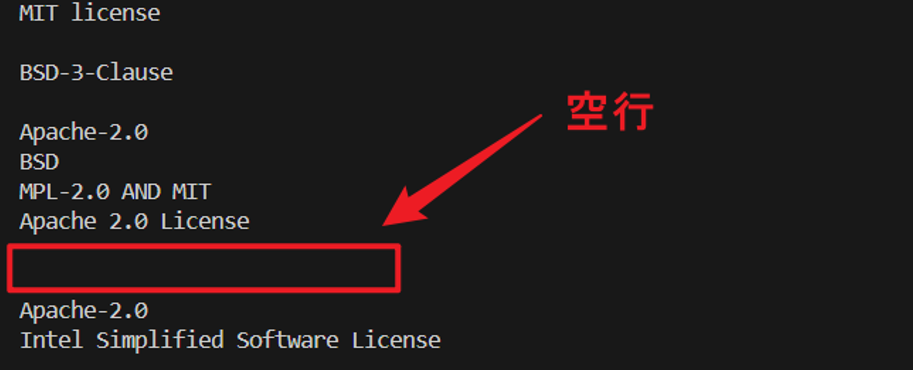 MIT license
BSD-3-Clause
空行
Apache-2.0
BSD
MPL-2.0 AND MIT
Apache 2.0 License
Apache-2.0
Intel Simplified Software License